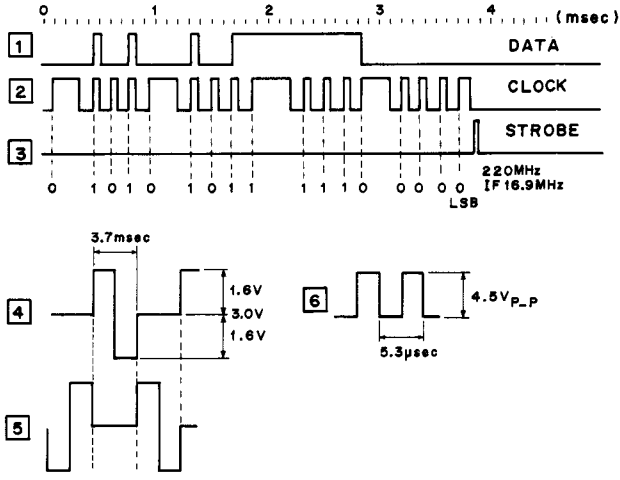 0 1 2 3 4 (msec)
1 DATA
2 CLOCK
3 STROBE
0 1 0 1 0 1 0 1 1 1 1 1 0 0 0 0 0
220MHz
IF 16.9MHz
LSB
3.7msec
4 1.6V
3.0V
1.6V
6 4.5Vp-p
5.3μsec
5